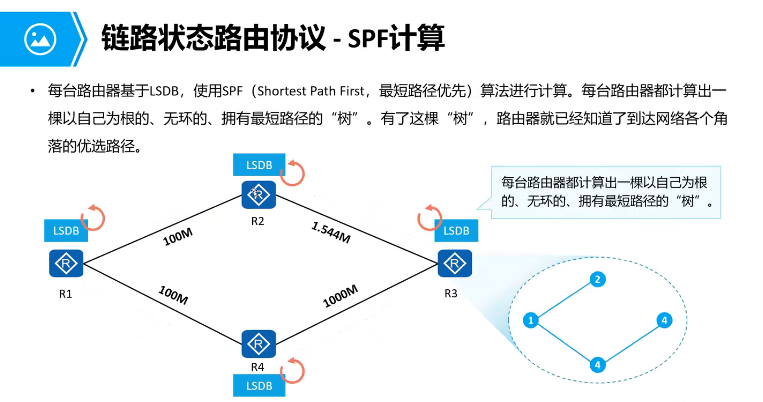 链路状态路由协议 - SPF计算
• 每台路由器基于LSDB，使用SPF（Shortest Path First，最短路径优先）算法进行计算。每台路由器都计算出一
棵以自己为根的、无环的、拥有最短路径的“树”。有了这棵“树”，路由器就已经知道了到达网络各个角
落的优选路径。
LSDB
R
R2
每台路由器都计算出一棵以自己为根
的、无环的、拥有最短路径的“树”。
LSDB
R
R1
100M
1.544M
LSDB
R
R3
100M
1000M
R
R4
LSDB
2
1
4
4